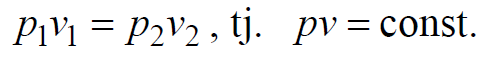 p₁v₁ = p₂v₂ , tj. pv = const.